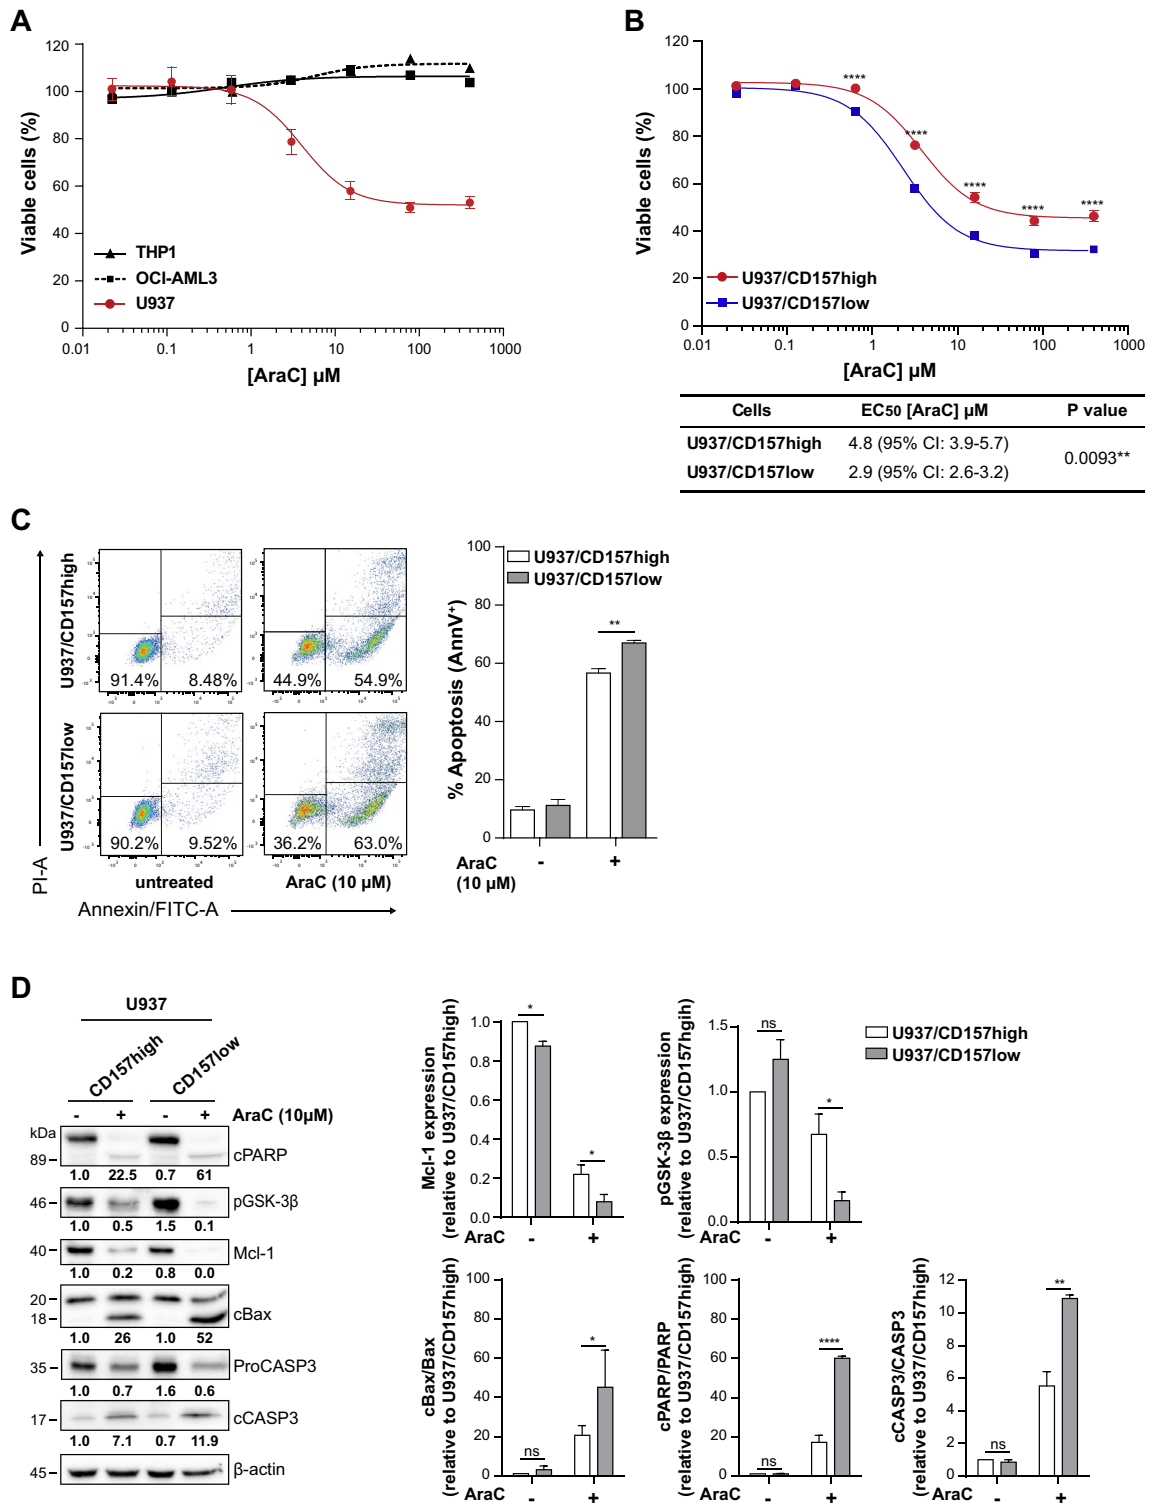 A
120
100
80
60
40
20
0
Viable cells (%)
THP1
OCI-AML3
U937
0.01
0.1
1
10
100
1000
[AraC] µM
B
120
100
80
60
40
20
0
Viable cells (%)
****
****
****
****
****
U937/CD157high
U937/CD157low
0.01
0.1
1
10
100
1000
[AraC] µM
Cells EC50 [AraC] µM P value
U937/CD157high 4.8 (95% CI: 3.9-5.7)
0.0093**
U937/CD157low 2.9 (95% CI: 2.6-3.2)
C
U937/CD157high
91.4% 8.48%
44.9% 54.9%
U937/CD157low
90.2% 9.52%
36.2% 63.0%
untreated
AraC (10 µM)
PI-A
Annexin/FITC-A
100
80
60
40
20
0
% Apoptosis (AnnV+)
U937/CD157high
U937/CD157low
**
AraC
(10 µM)
- +
D
U937
CD157high
CD157low
- + - + AraC (10µM)
kDa
89 cPARP
1.0 22.5 0.7 61
46 pGSK-3β
1.0 0.5 1.5 0.1
40 Mcl-1
1.0 0.2 0.8 0.0
20
18 cBax
1.0 26 1.0 52
35 ProCASP3
1.0 0.7 1.6 0.6
17 cCASP3
1.0 7.1 0.7 11.9
45 β-actin
Mcl-1 expression
(relative to U937/CD157high)
1.0
0.8
0.6
0.4
0.2
0.0
*
*
AraC - +
pGSK-3β expression
(relative to U937/CD157hgih)
1.5
1.0
0.5
0.0
ns
*
AraC - +
U937/CD157high
U937/CD157low
cBax/Bax
(relative to U937/CD157high)
100
80
60
40
20
0
ns
*
AraC - +
cPARP/PARP
(relative to U937/CD157high)
100
80
60
40
20
0
ns
****
AraC - +
cCASP3/CASP3
(relative to U937/CD157high)
12
10
8
6
4
2
0
ns
**
AraC - +